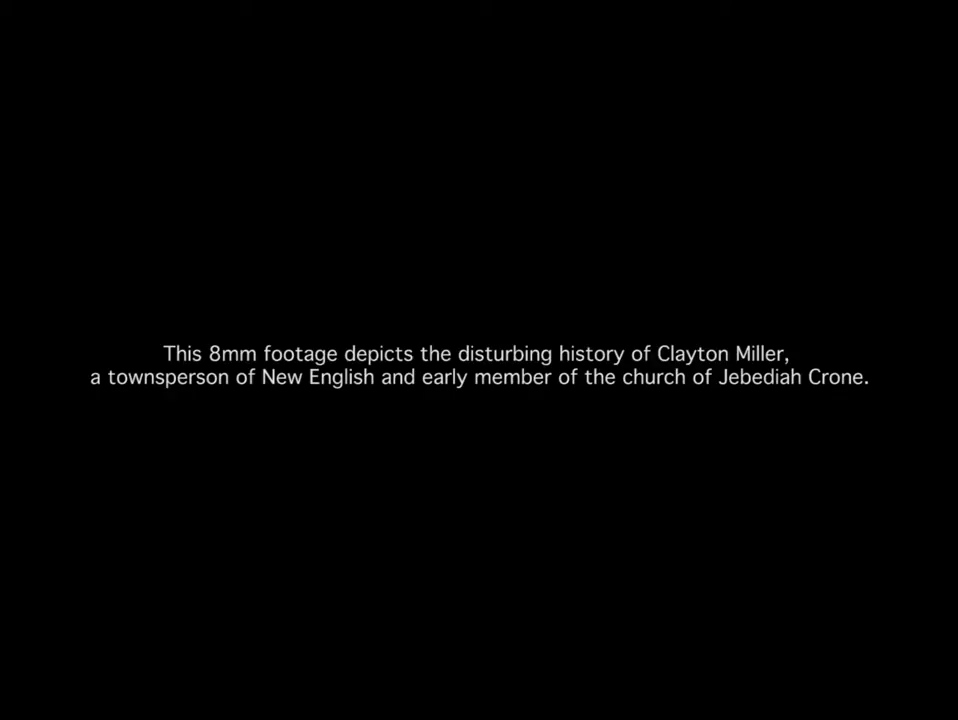 This 8mm footage depicts the disturbing history of Clayton Miller,
a townsperson of New English and early member of the church of Jebediah Crone.